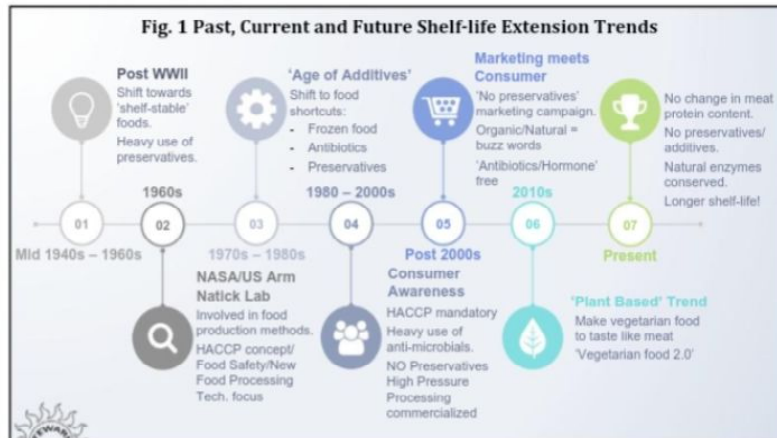 Fig. 1 Past, Current and Future Shelf-life Extension Trends
Post WWII
Shift towards
'shelf-stable'
foods.
Heavy use of
preservatives.
'Age of Additives'
Shift to food
shortcuts:
- Frozen food
- Antibiotics
- Preservatives
Marketing meets
Consumer
'No preservatives'
marketing campaign.
Organic/Natural =
buzz words
'Antibiotics/Hormone'
free
No change in meat
protein content.
No preservatives/
additives.
Natural enzymes
conserved.
Longer shelf-life!
1960s
1980 – 2000s
2010s
01
02
03
04
05
06
07
Mid 1940s – 1960s
1970s – 1980s
Post 2000s
Present
NASA/US Arm
Natick Lab
Involved in food
production methods.
HACCP concept/
Food Safety/New
Food Processing
Tech. focus
Consumer
Awareness
HACCP mandatory
Heavy use of
anti-microbials.
NO Preservatives
High Pressure
Processing
commercialized
'Plant Based' Trend
Make vegetarian food
to taste like meat
'Vegetarian food 2.0'